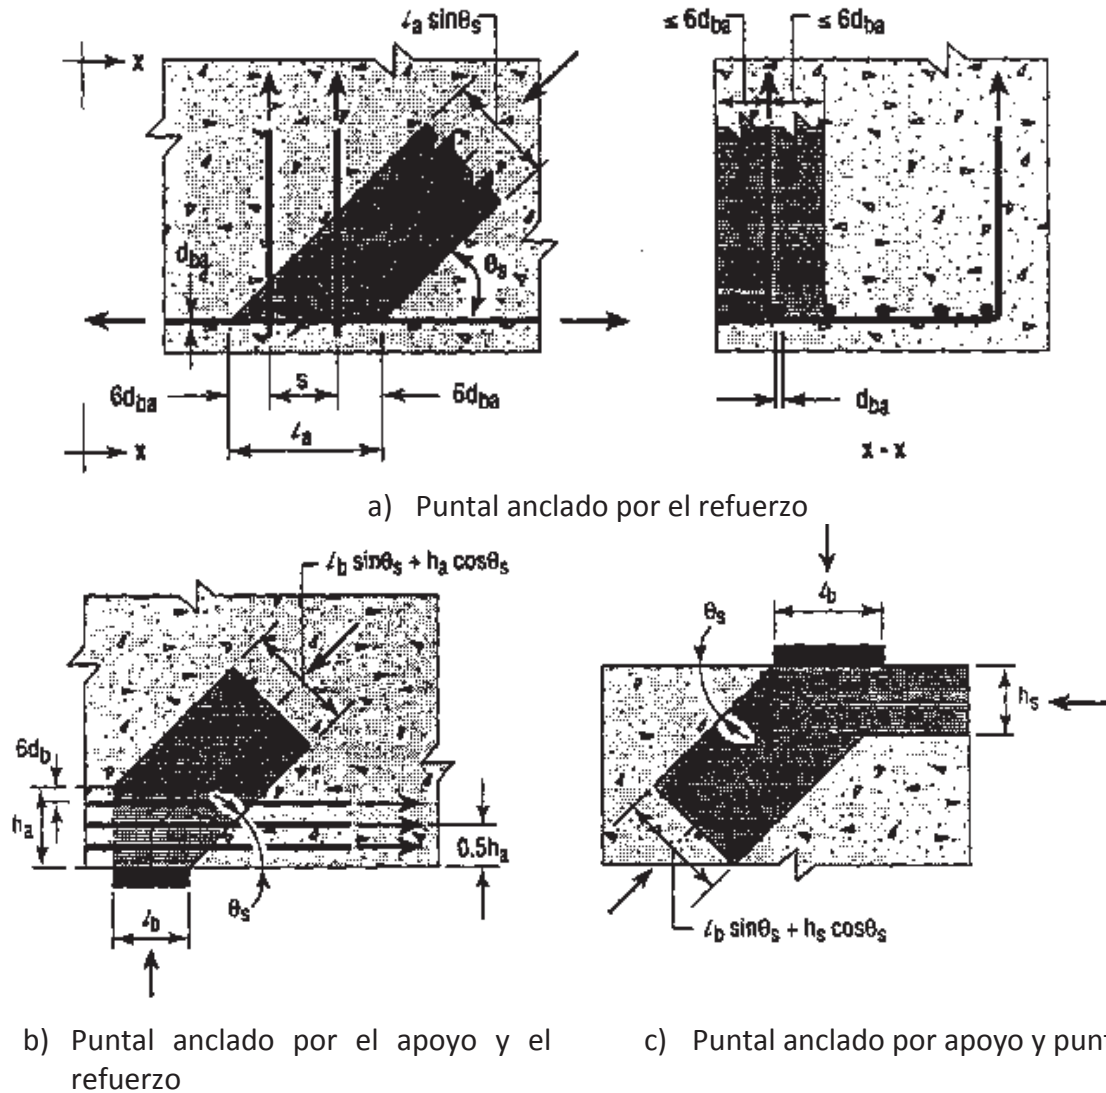 ℓa sinθs
≤ 6dba
≤ 6dba
x
dba
θs
6dba
s
6dba
ℓa
x
dba
x - x
a) Puntal anclado por el refuerzo
ℓb sinθs + ha cosθs
6db
ha
0.5ha
θs
ℓb
θs
ℓb
hs
ℓb sinθs + hs cosθs
b) Puntal anclado por el apoyo y el
refuerzo
c) Puntal anclado por apoyo y punt